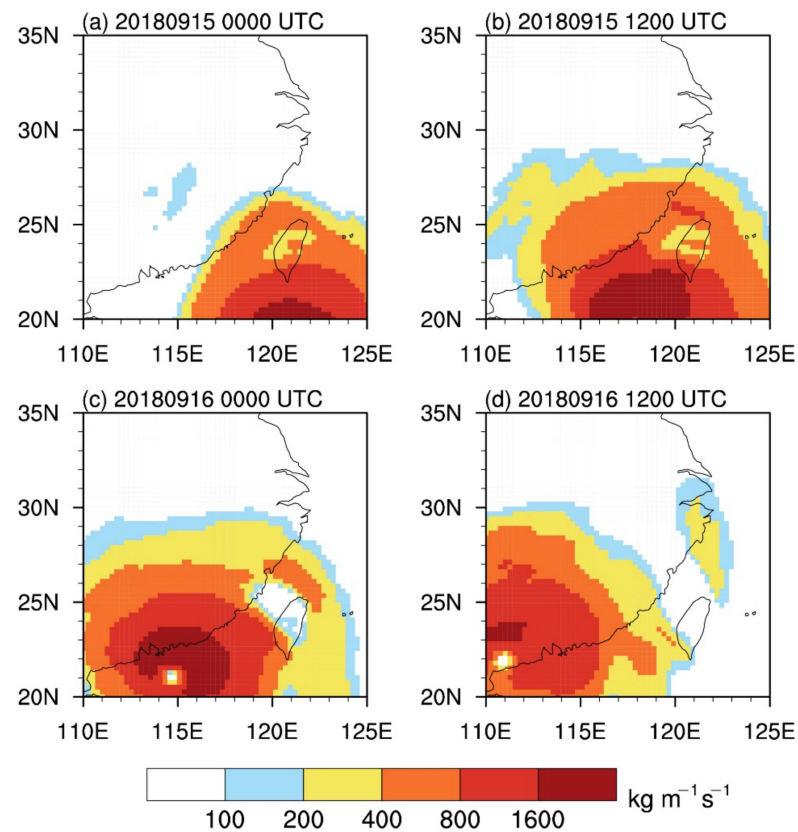 (a) 20180915 0000 UTC
(b) 20180915 1200 UTC
35N
30N
25N
20N
110E 115E 120E 125E
35N
30N
25N
20N
110E 115E 120E 125E
(c) 20180916 0000 UTC
(d) 20180916 1200 UTC
35N
30N
25N
20N
110E 115E 120E 125E
35N
30N
25N
20N
110E 115E 120E 125E
100 200 400 800 1600
kg m⁻¹s⁻¹